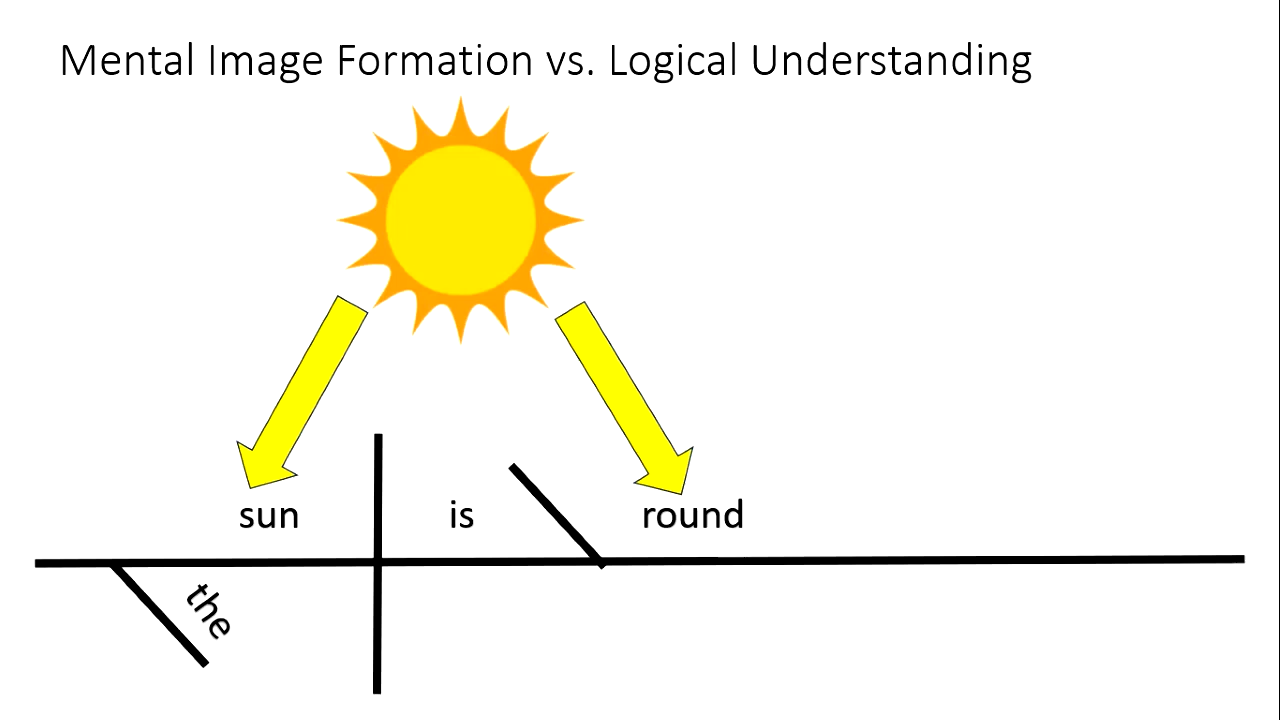 Mental Image Formation vs. Logical Understanding
sun is round
the